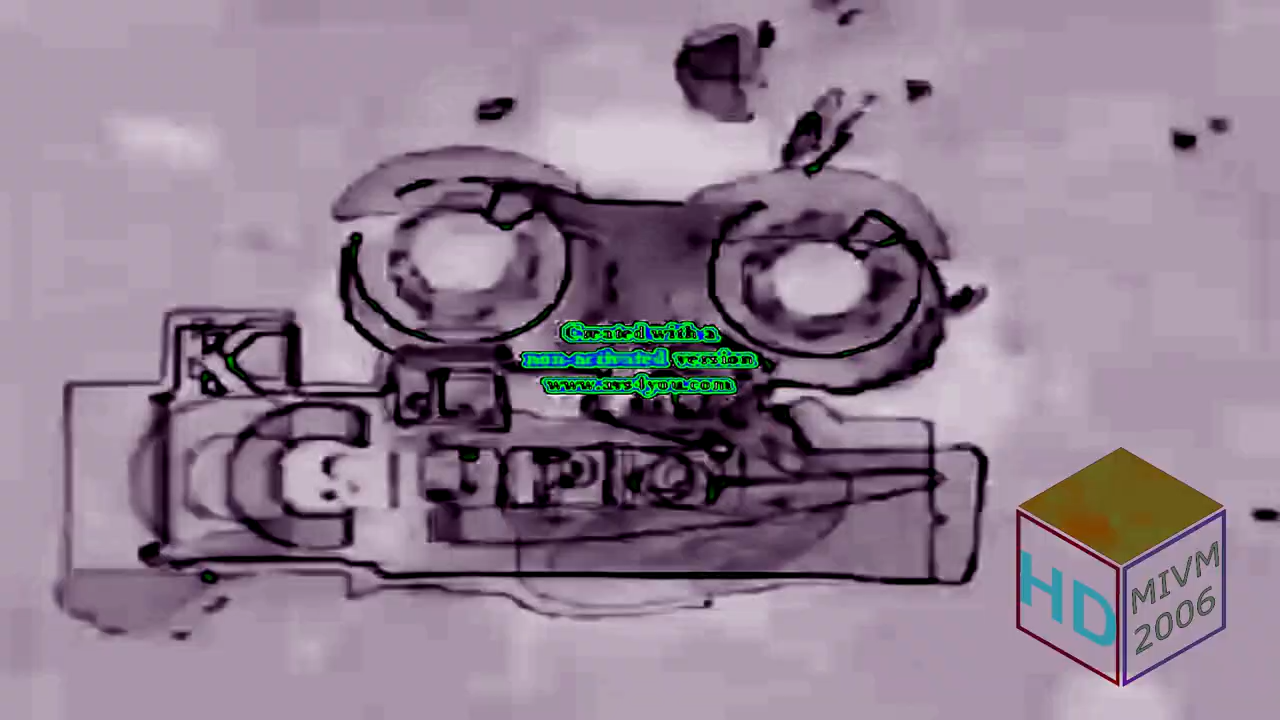 Created with a
non-activated version
www.avs4you.com
HD
MIVM
2006